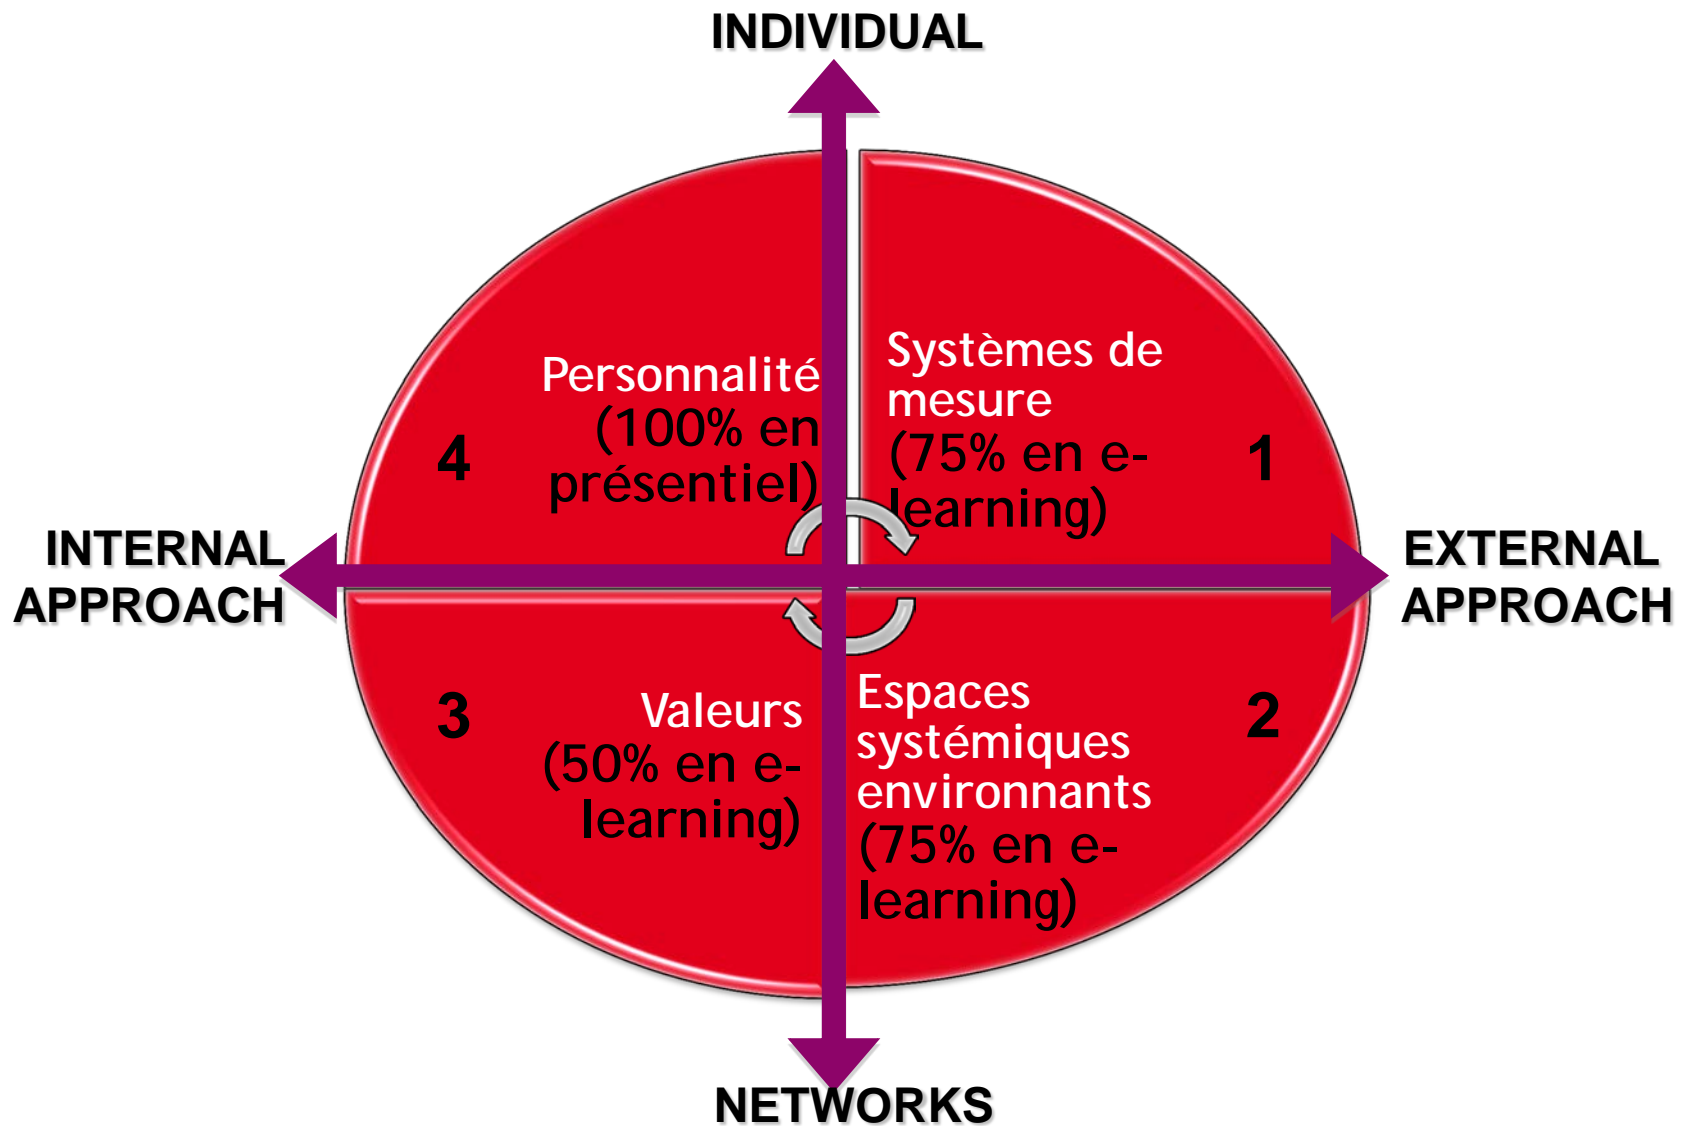 INDIVIDUAL
Personnalité
(100% en
présentiel)
4
Systèmes de
mesure
(75% en e-
learning)
1
INTERNAL
APPROACH
EXTERNAL
APPROACH
3
Valeurs
(50% en e-
learning)
Espaces
systémiques
environnants
(75% en e-
learning)
2
NETWORKS